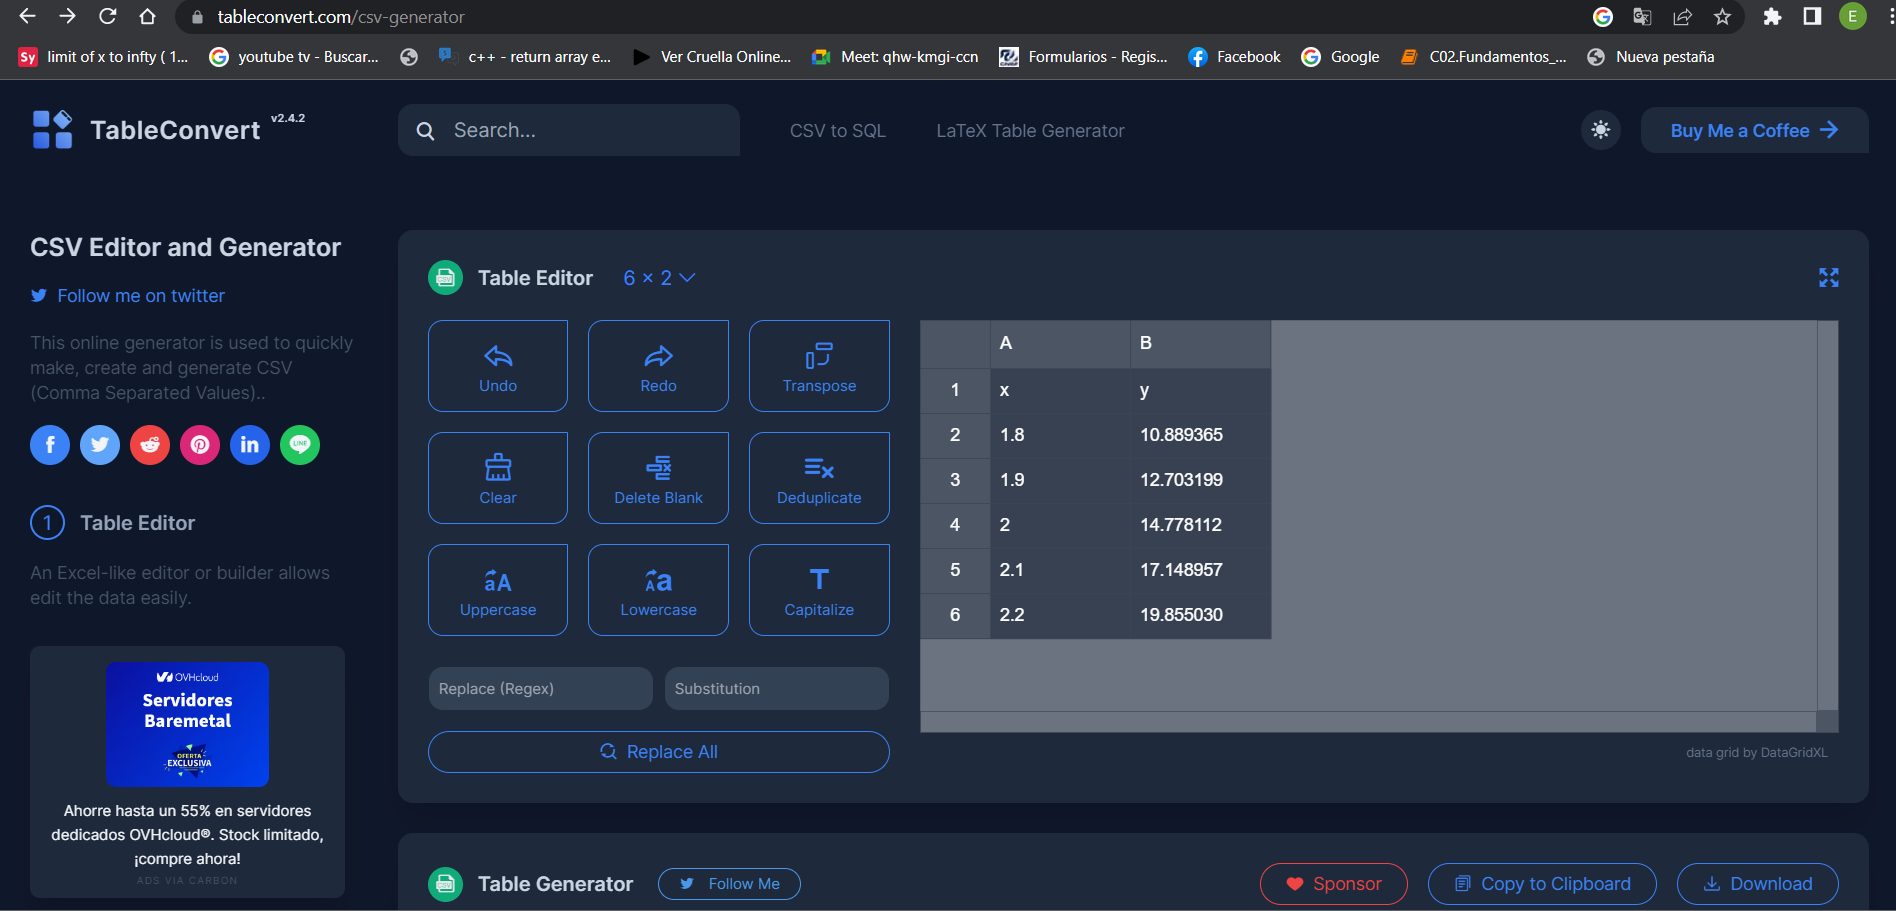 tableconvert.com/csv-generator
E
Sy limit of x to infty ( 1...
youtube tv - Buscar...
c++ - return array e...
Ver Cruella Online...
Meet: qhw-kmgi-ccn
Formularios - Regis...
Facebook
Google
C02.Fundamentos_...
Nueva pestaña
TableConvert v2.4.2
Search...
CSV to SQL
LaTeX Table Generator
Buy Me a Coffee
CSV Editor and Generator
Follow me on twitter
This online generator is used to quickly
make, create and generate CSV
(Comma Separated Values)..
LINE
1 Table Editor
An Excel-like editor or builder allows
edit the data easily.
OVHcloud
Servidores
Baremetal
OFERTA
EXCLUSIVA
Ahorre hasta un 55% en servidores
dedicados OVHcloud®. Stock limitado,
¡compre ahora!
ADS VIA CARBON
Table Editor 6 × 2
Undo
Redo
Transpose
Clear
Delete Blank
Deduplicate
Uppercase
Lowercase
Capitalize
Replace (Regex)
Substitution
Replace All
A B
1 x y
2 1.8 10.889365
3 1.9 12.703199
4 2 14.778112
5 2.1 17.148957
6 2.2 19.855030
data grid by DataGridXL
Table Generator
Follow Me
Sponsor
Copy to Clipboard
Download